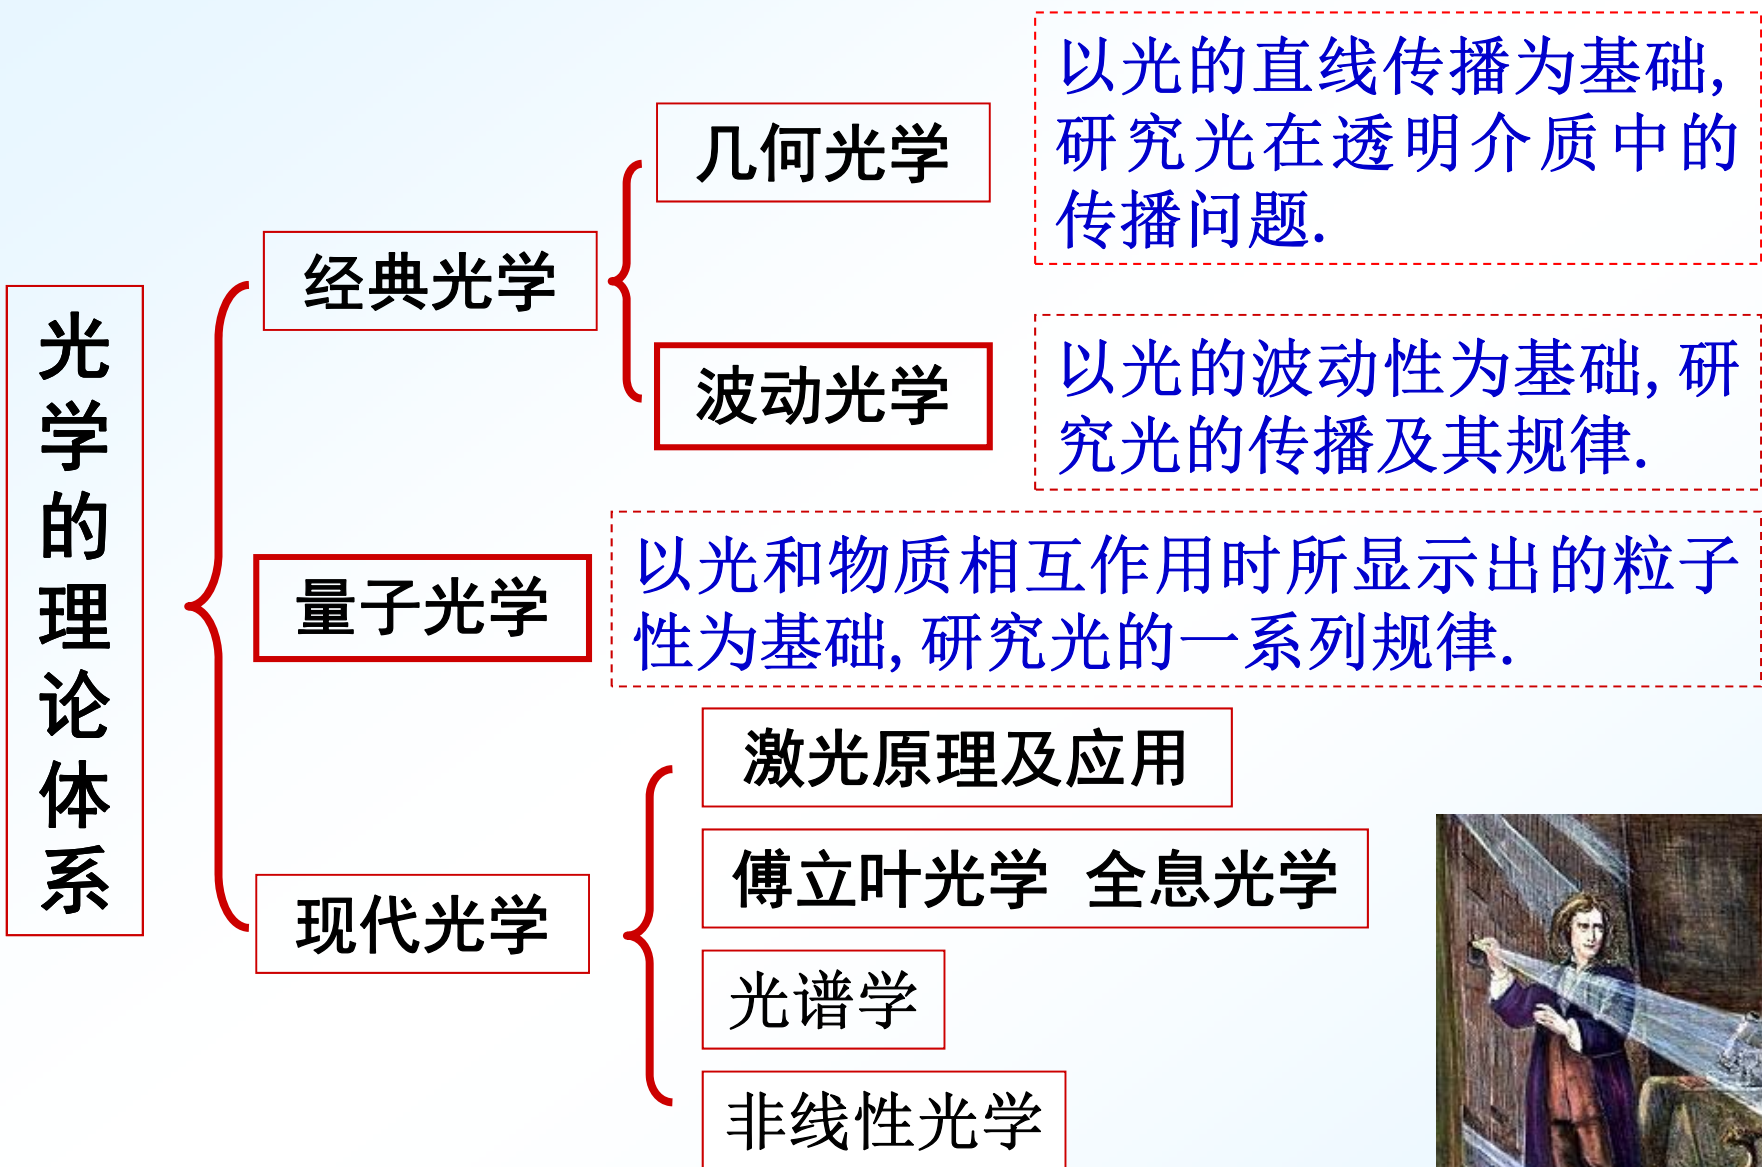 光学的理论体系
经典光学
几何光学
以光的直线传播为基础,
研究光在透明介质中的
传播问题.
波动光学
以光的波动性为基础, 研
究光的传播及其规律.
量子光学
以光和物质相互作用时所显示出的粒子
性为基础, 研究光的一系列规律.
现代光学
激光原理及应用
傅立叶光学 全息光学
光谱学
非线性光学